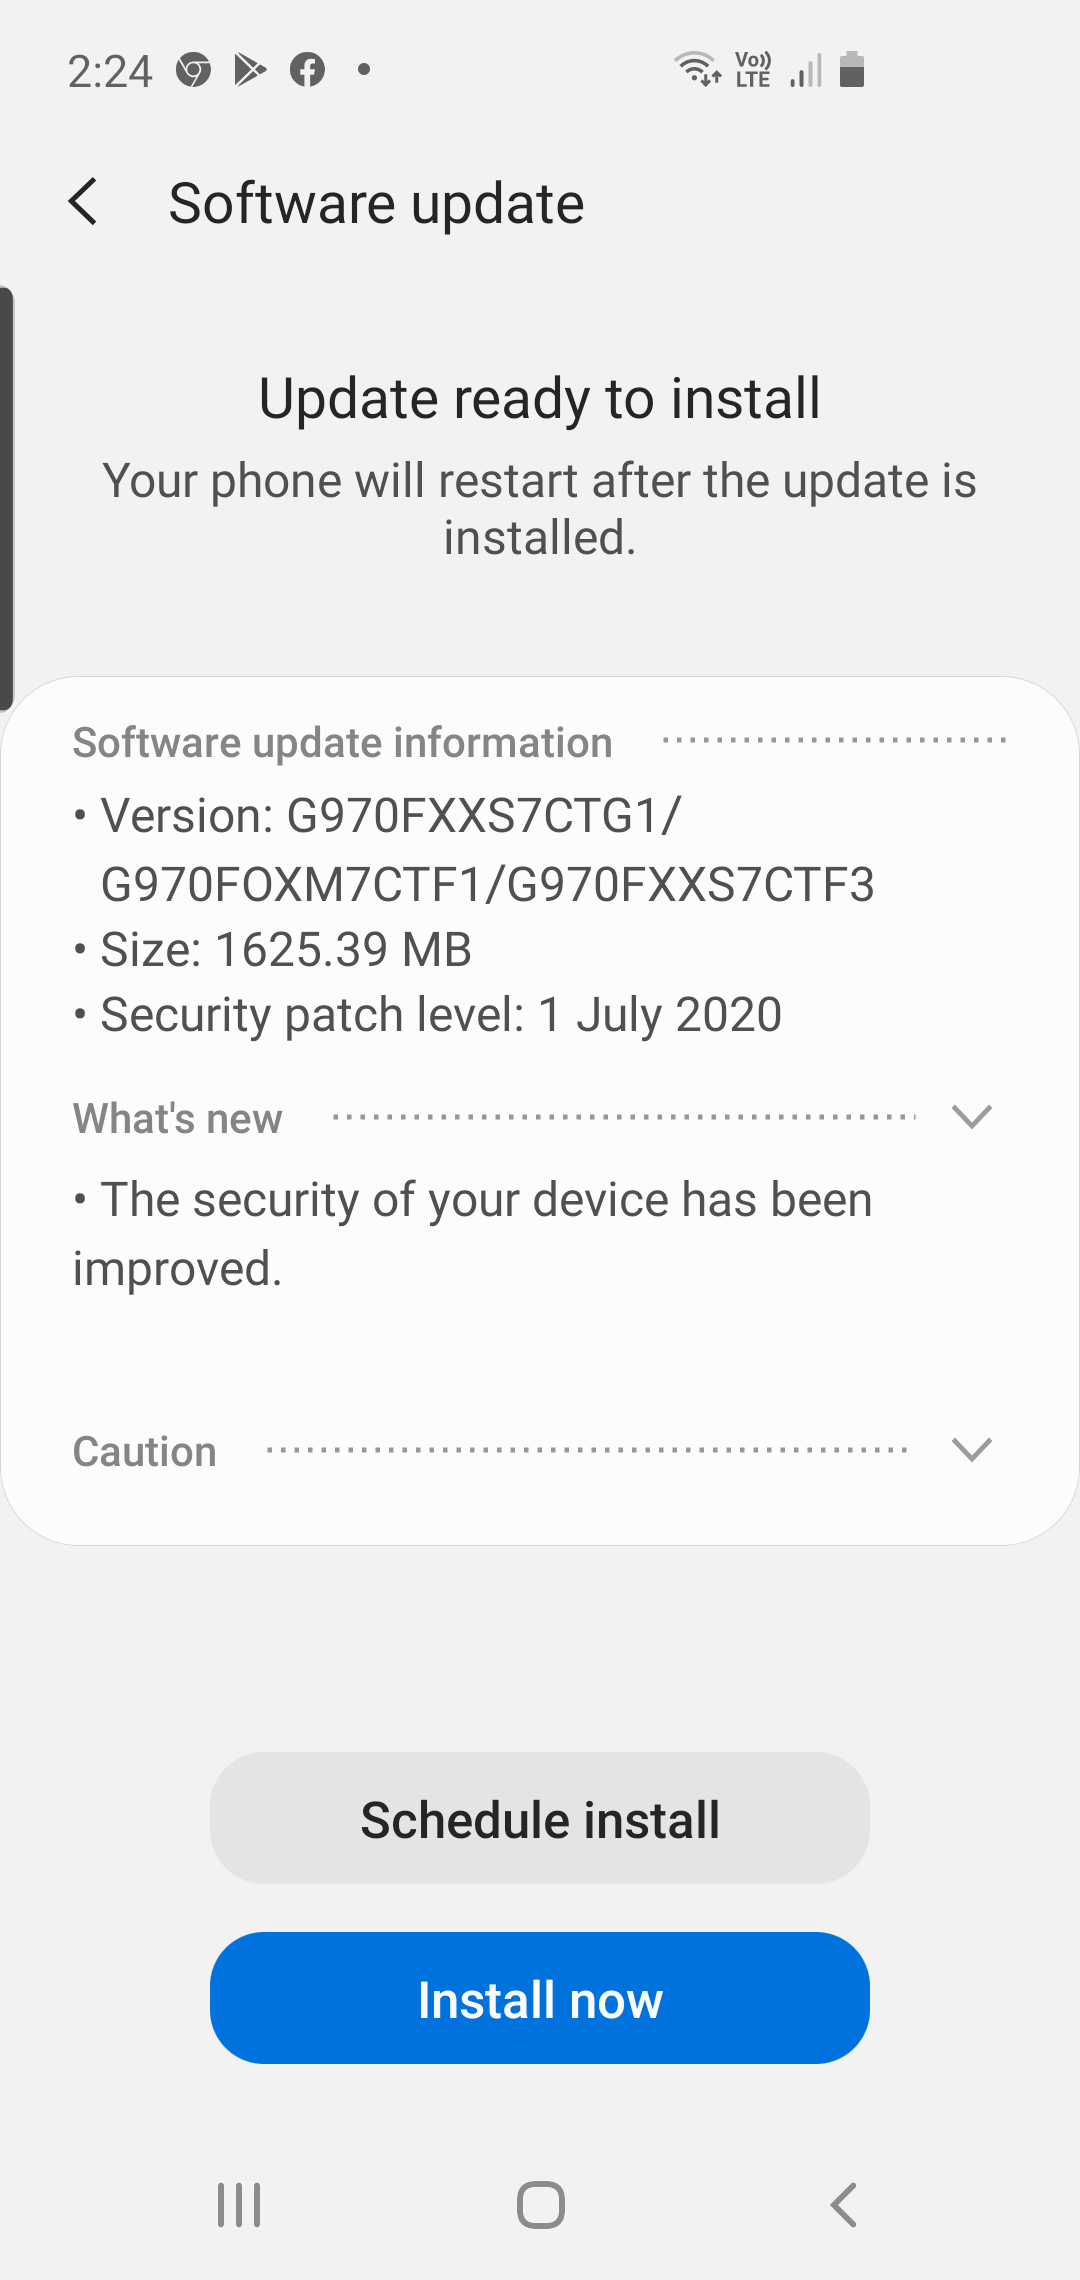 2:24
Vo))
LTE
Software update
Update ready to install
Your phone will restart after the update is
installed.
Software update information
• Version: G970FXXS7CTG1/
G970FOXM7CTF1/G970FXXS7CTF3
• Size: 1625.39 MB
• Security patch level: 1 July 2020
What's new
• The security of your device has been
improved.
Caution
Schedule install
Install now